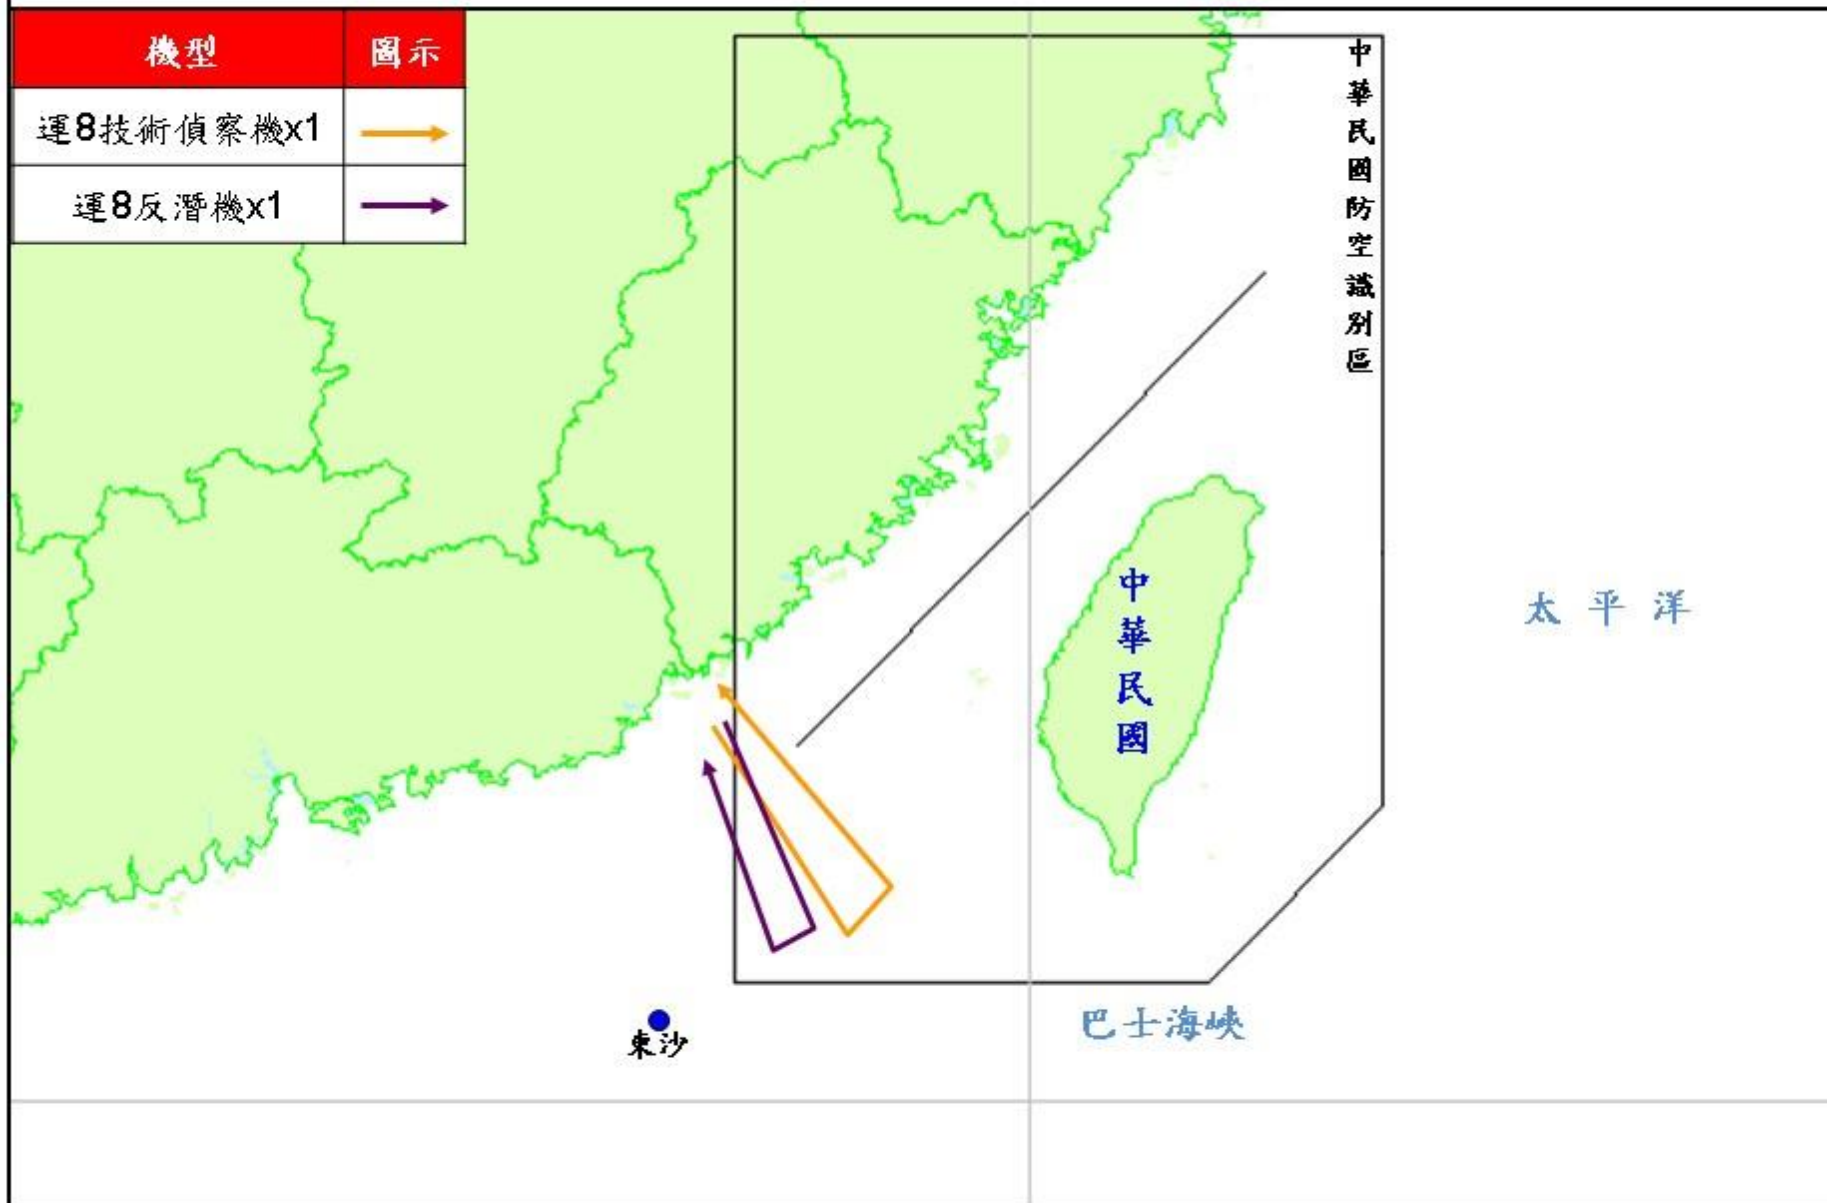 機型 圖示
運8技術偵察機x1
運8反潛機x1
中華民國防空識別區
中華民國
太平洋
巴士海峽
東沙